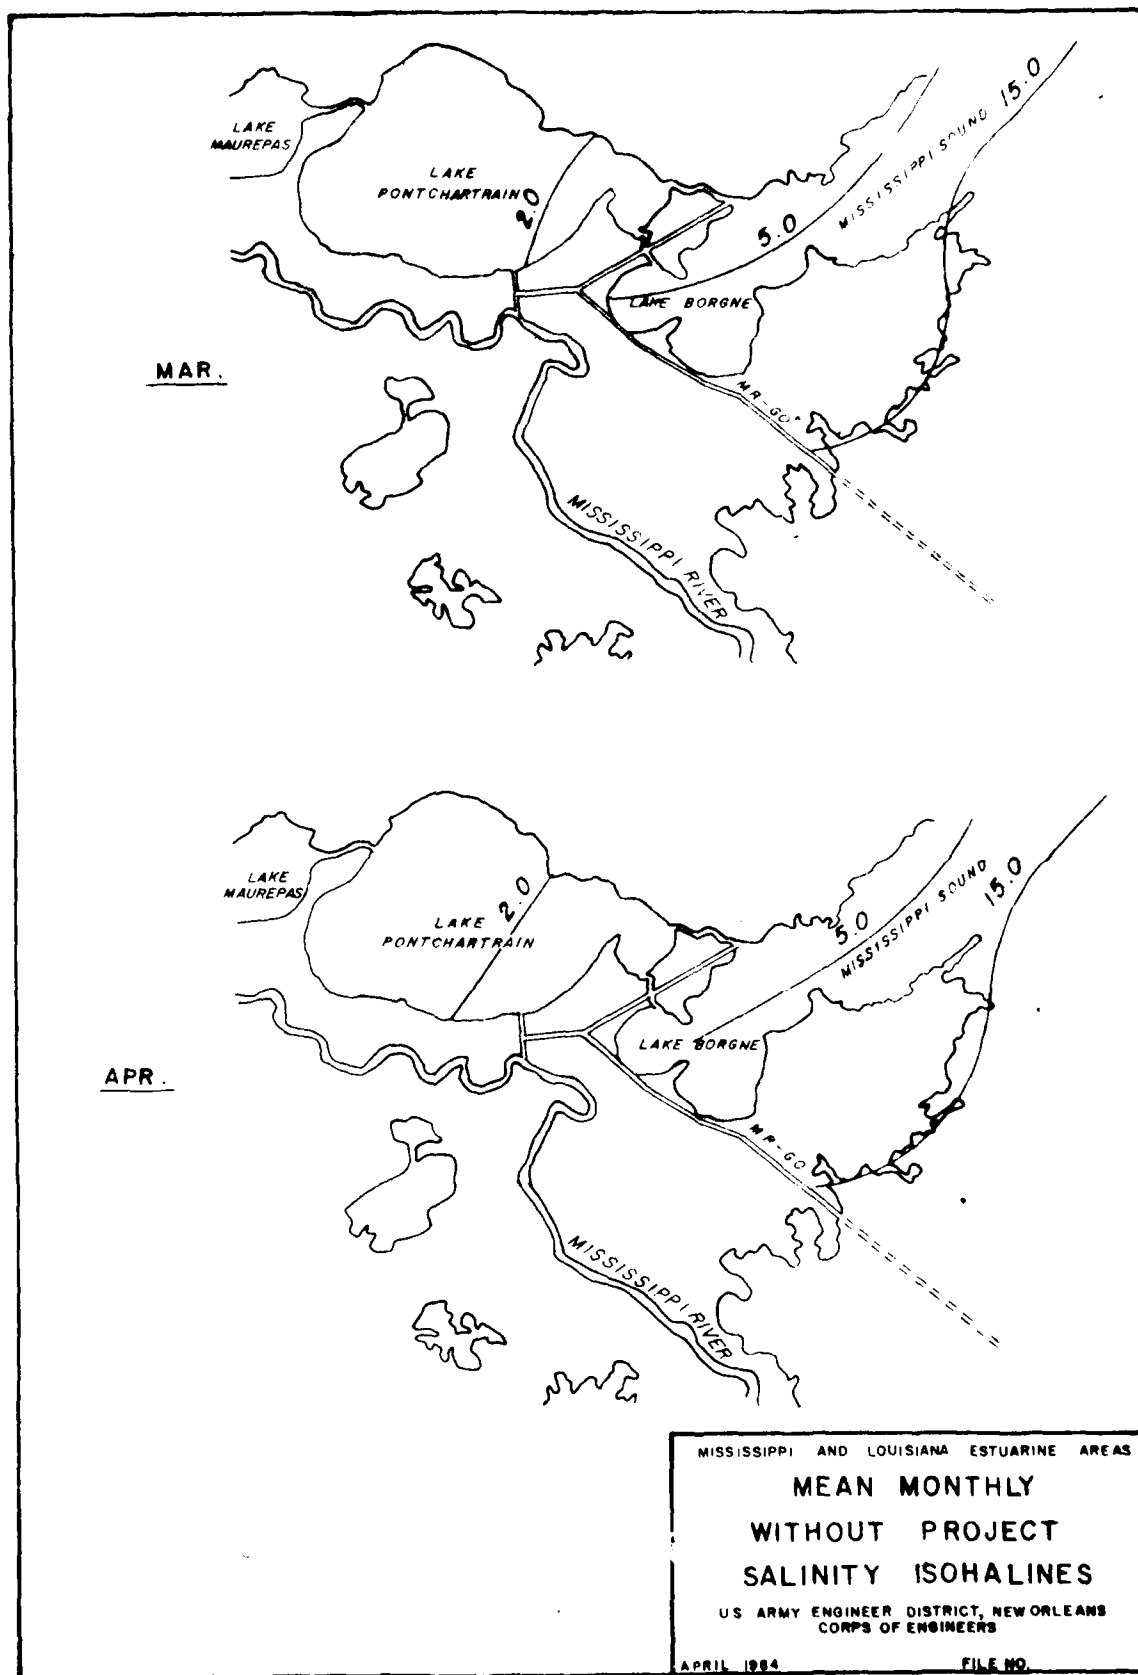 LAKE
MAUREPAS
LAKE
PONTCHARTRAIN
2.0
5.0
MISSISSIPPI SOUND
15.0
LAKE BORGNE
MAR.
MR-GO
MISSISSIPPI RIVER
LAKE
MAUREPAS
LAKE
PONTCHARTRAIN
2.0
5.0
MISSISSIPPI SOUND
15.0
LAKE BORGNE
APR.
MR-GO
MISSISSIPPI RIVER
MISSISSIPPI AND LOUISIANA ESTUARINE AREAS
MEAN MONTHLY
WITHOUT PROJECT
SALINITY ISOHALINES
US ARMY ENGINEER DISTRICT, NEW ORLEANS
CORPS OF ENGINEERS
APRIL 1984 FILE NO.